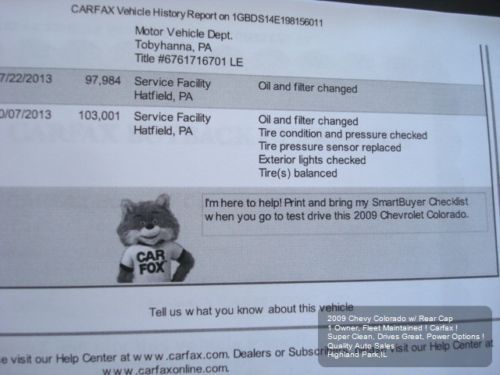 CARFAX Vehicle History Report on 1GBDS14E198156011
Motor Vehicle Dept.
Tobyhanna, PA
Title #6761716701 LE
7/22/2013 97,984 Service Facility Oil and filter changed
Hatfield, PA
0/07/2013 103,001 Service Facility Oil and filter changed
Hatfield, PA Tire condition and pressure checked
Tire pressure sensor replaced
Exterior lights checked
Tire(s) balanced
I'm here to help! Print and bring my SmartBuyer Checklist
when you go to test drive this 2009 Chevrolet Colorado.
CAR
FOX
Tell us what you know about this vehicle
e visit our Help Center at www.carfax.com. Dealers or Subscribers visit our Help Center at
www.carfaxonline.com.
2009 Chevy Colorado w/ Rear Cap
1 Owner, Fleet Maintained ! Carfax !
Super Clean, Drives Great, Power Options !
Quality Auto Sales
Highland Park,IL